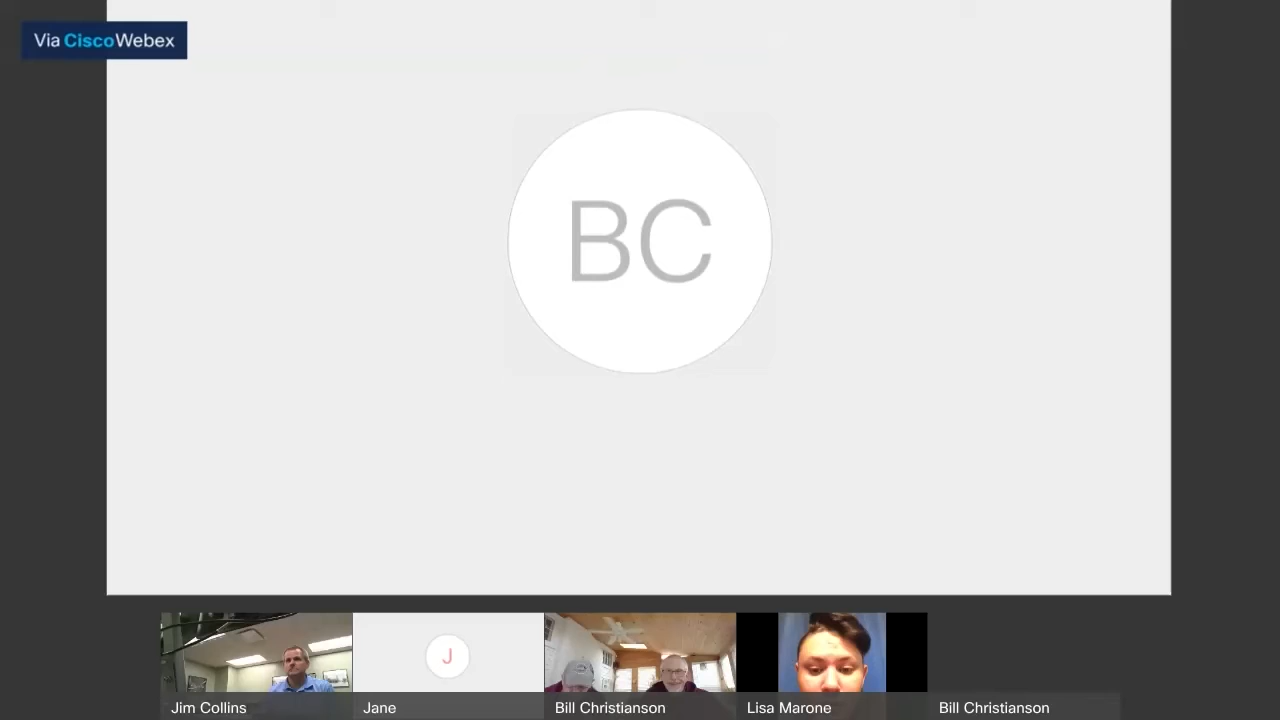 Via CiscoWebex
BC
J
Jim Collins
Jane
Bill Christianson
Lisa Marone
Bill Christianson